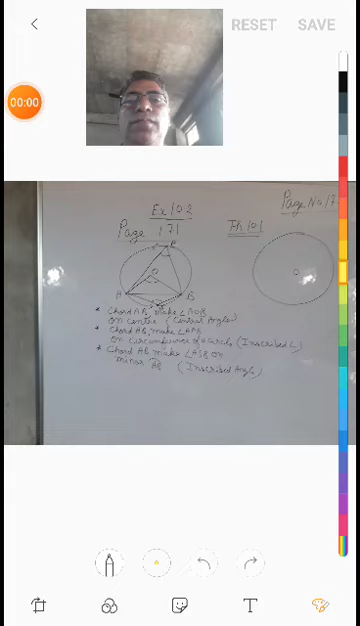 RESET SAVE
00:00
Page No. 17
Ex 10.2
Page 171
Th 10.1
P
O
O
A B
* Chord AB, make ∠AOB
on centre (Central Angle)
* Chord AB, make ∠APB
on circumference of a circle (Inscribed ∠)
* Chord AB make ∠ASB on
minor AB (Inscribed Angle)
T